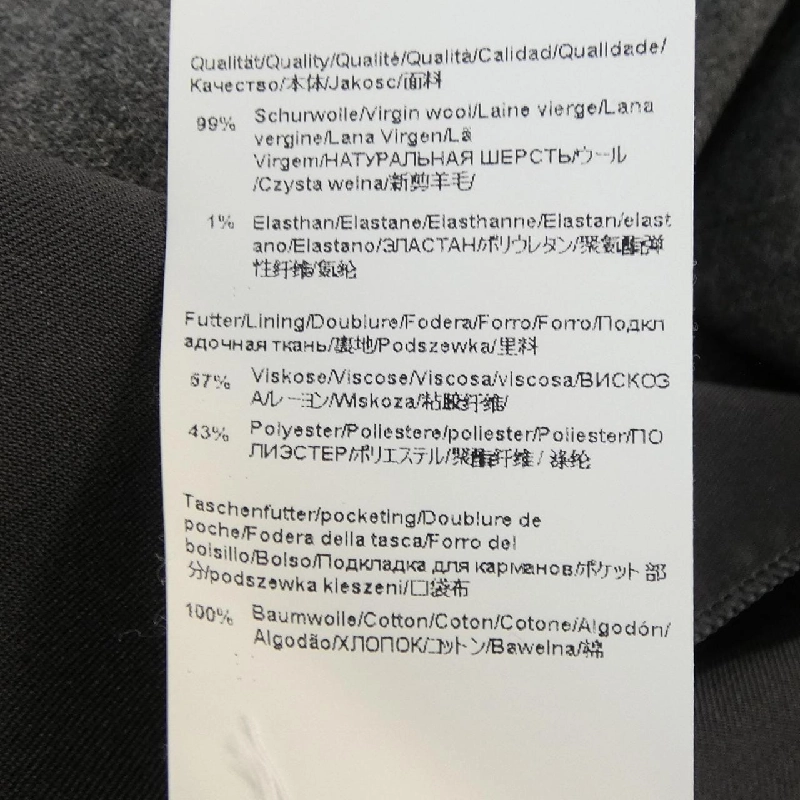 Qualität/Quality/Qualité/Qualità/Calidad/Qualidade/
Качество/本体/Jakosc/面料
99% Schurwolle/Virgin wool/Laine vierge/Lana
vergine/Lana Virgen/Lã
Virgem/НАТУРАЛЬНАЯ ШЕРСТЬ/ウール
/Czysta welna/新剪羊毛/
1% Elasthan/Elastane/Elasthanne/Elastan/elast
ano/Elastano/ЭЛАСТАН/ポリウレタン/聚氨酯弹
性纤维/氨纶
Futter/Lining/Doublure/Fodera/Forro/Forro/Подкл
адочная ткань/裏地/Podszewka/里料
57% Viskose/Viscose/Viscosa/viscosa/ВИСКОЗ
А/レーヨン/Wiskoza/粘胶纤维/
43% Polyester/Poliestere/poliester/Poliester/ПО
ЛИЭСТЕР/ポリエステル/聚酯纤维 / 涤纶
Taschenfutter/pocketing/Doublure de
poche/Fodera della tasca/Forro del
bolsillo/Bolso/Подкладка для карманов/ポケット 部
分/podszewka kieszeni/口袋布
100% Baumwolle/Cotton/Coton/Cotone/Algodón/
Algodão/ХЛОПОК/コットン/Bawelna/棉